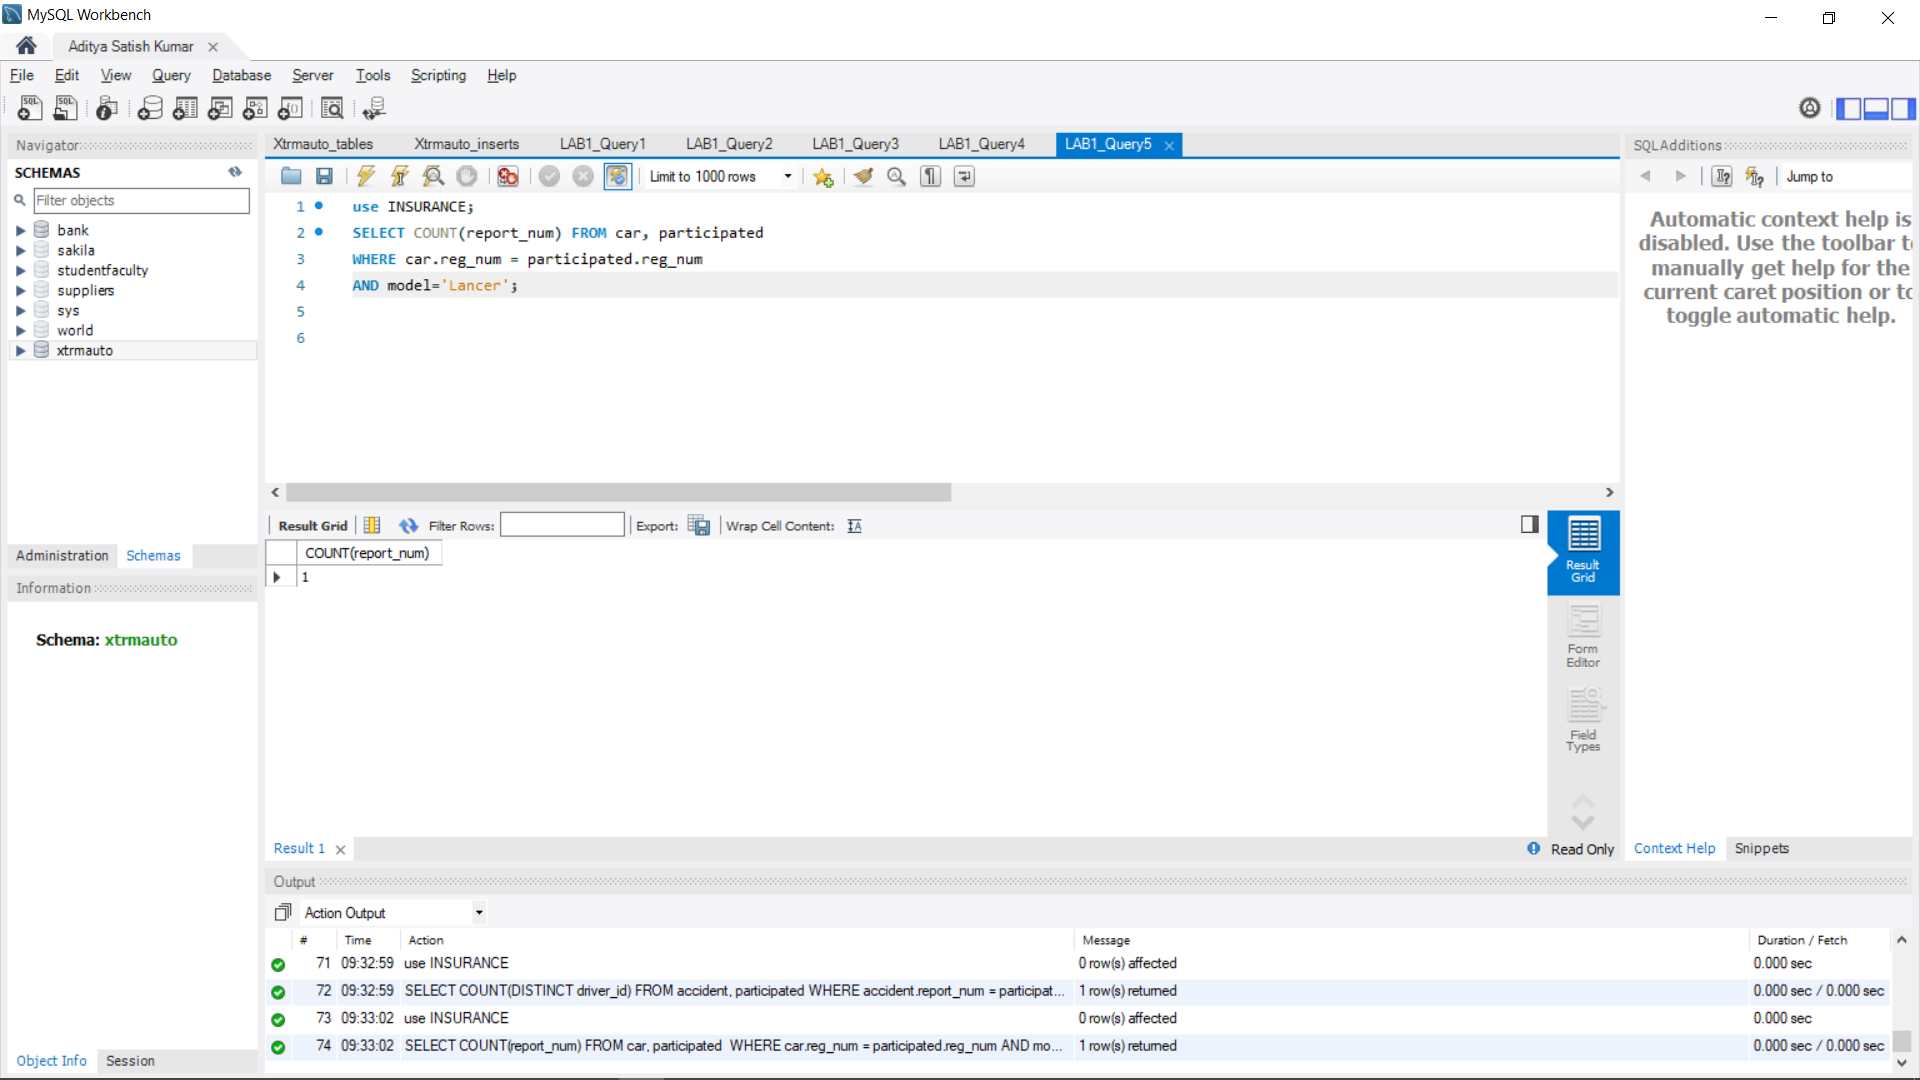 MySQL Workbench
Aditya Satish Kumar
File Edit View Query Database Server Tools Scripting Help
Navigator
SCHEMAS
Filter objects
bank
sakila
studentfaculty
suppliers
sys
world
xtrmauto
Administration Schemas
Information
Schema: xtrmauto
Object Info Session
Xtrmauto_tables Xtrmauto_inserts LAB1_Query1 LAB1_Query2 LAB1_Query3 LAB1_Query4 LAB1_Query5
Limit to 1000 rows
1 use INSURANCE;
2 SELECT COUNT(report_num) FROM car, participated
3 WHERE car.reg_num = participated.reg_num
4 AND model='Lancer';
5
6
Result Grid Filter Rows: Export: Wrap Cell Content:
COUNT(report_num)
1
Result
Grid
Form
Editor
Field
Types
Result 1
Read Only
SQLAdditions
Jump to
Automatic context help is
disabled. Use the toolbar t
manually get help for the
current caret position or to
toggle automatic help.
Context Help Snippets
Output
Action Output
# Time Action Message Duration / Fetch
71 09:32:59 use INSURANCE 0 row(s) affected 0.000 sec
72 09:32:59 SELECT COUNT(DISTINCT driver_id) FROM accident, participated WHERE accident.report_num = participat... 1 row(s) returned 0.000 sec / 0.000 sec
73 09:33:02 use INSURANCE 0 row(s) affected 0.000 sec
74 09:33:02 SELECT COUNT(report_num) FROM car, participated WHERE car.reg_num = participated.reg_num AND mo... 1 row(s) returned 0.000 sec / 0.000 sec